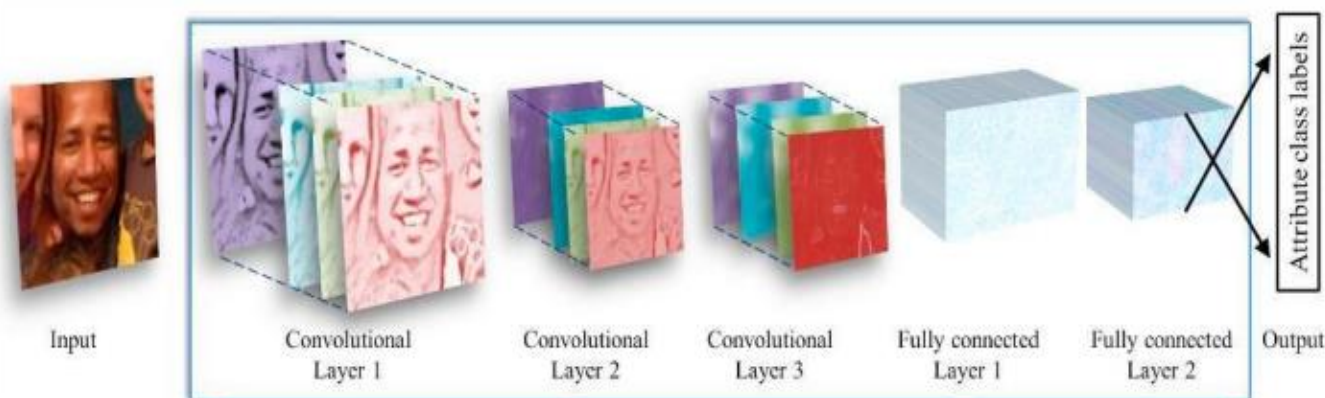 Attribute class labels
Input
Convolutional
Layer 1
Convolutional
Layer 2
Convolutional
Layer 3
Fully connected
Layer 1
Fully connected
Layer 2
Output